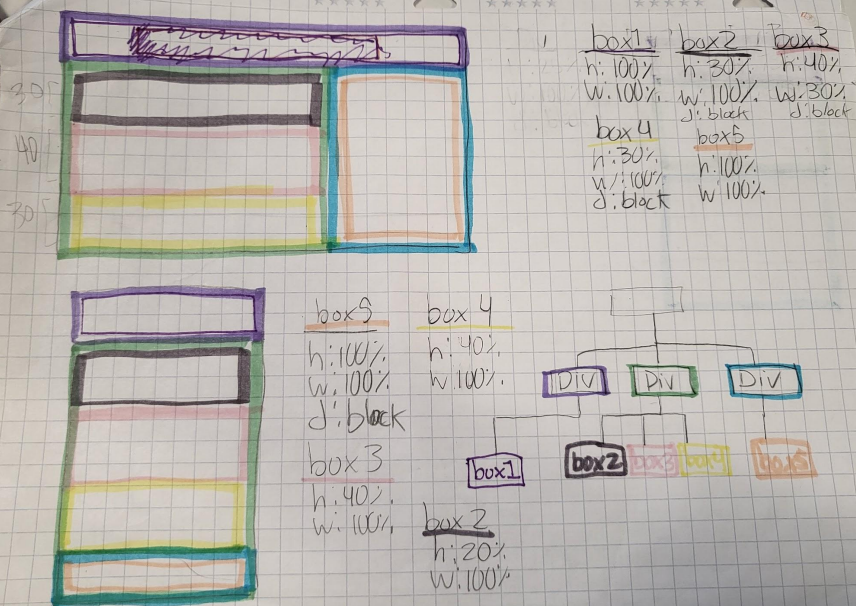 box1 box2 box3
h: 100% h: 30% h: 40%
w: 100% w: 100% w: 30%
d: block d: block
box4 box5
h: 30% h: 100%
w: 100% w 100%
d: block
30
40
30
box5 box 4
h: 100% h: 40%
w: 100% w 100%
d: block
box 3
h: 40%
w: 100%
box 2
h: 20%
w: 100%
Div Div Div
box1 box2 box3 box4 box5